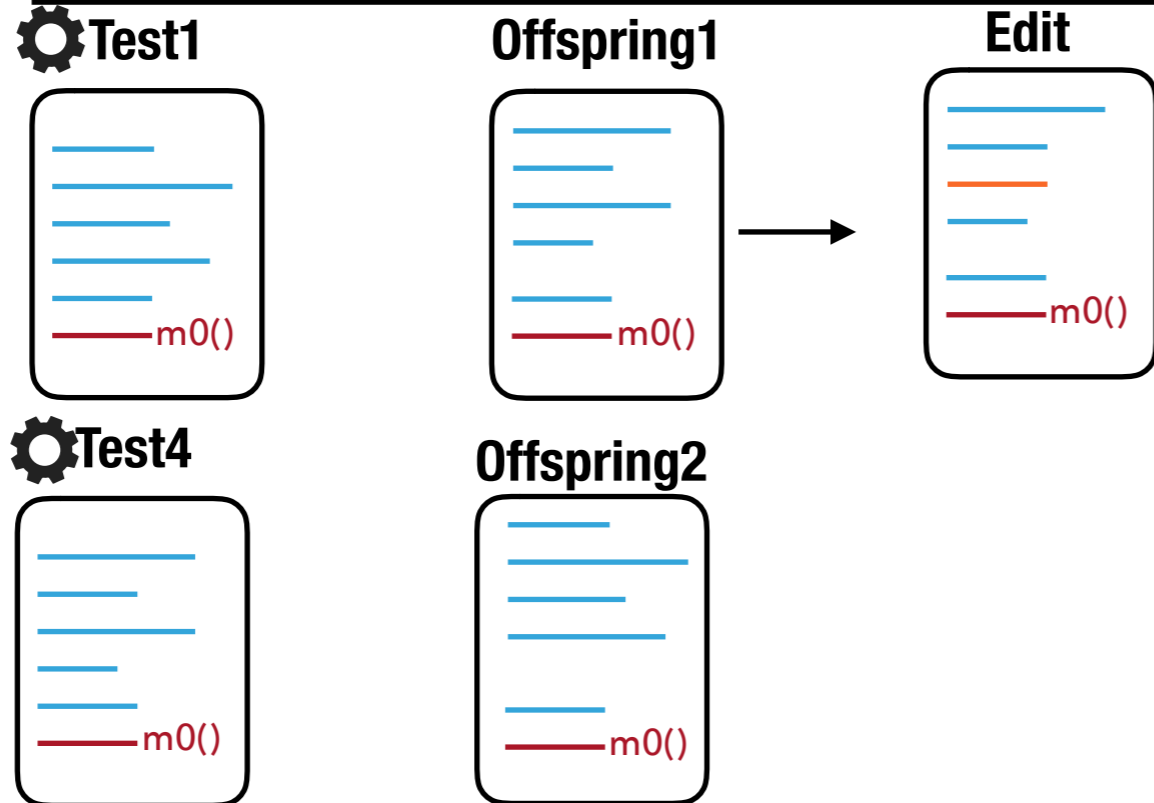 Test1
Offspring1
Edit
m0()
m0()
m0()
Test4
Offspring2
m0()
m0()